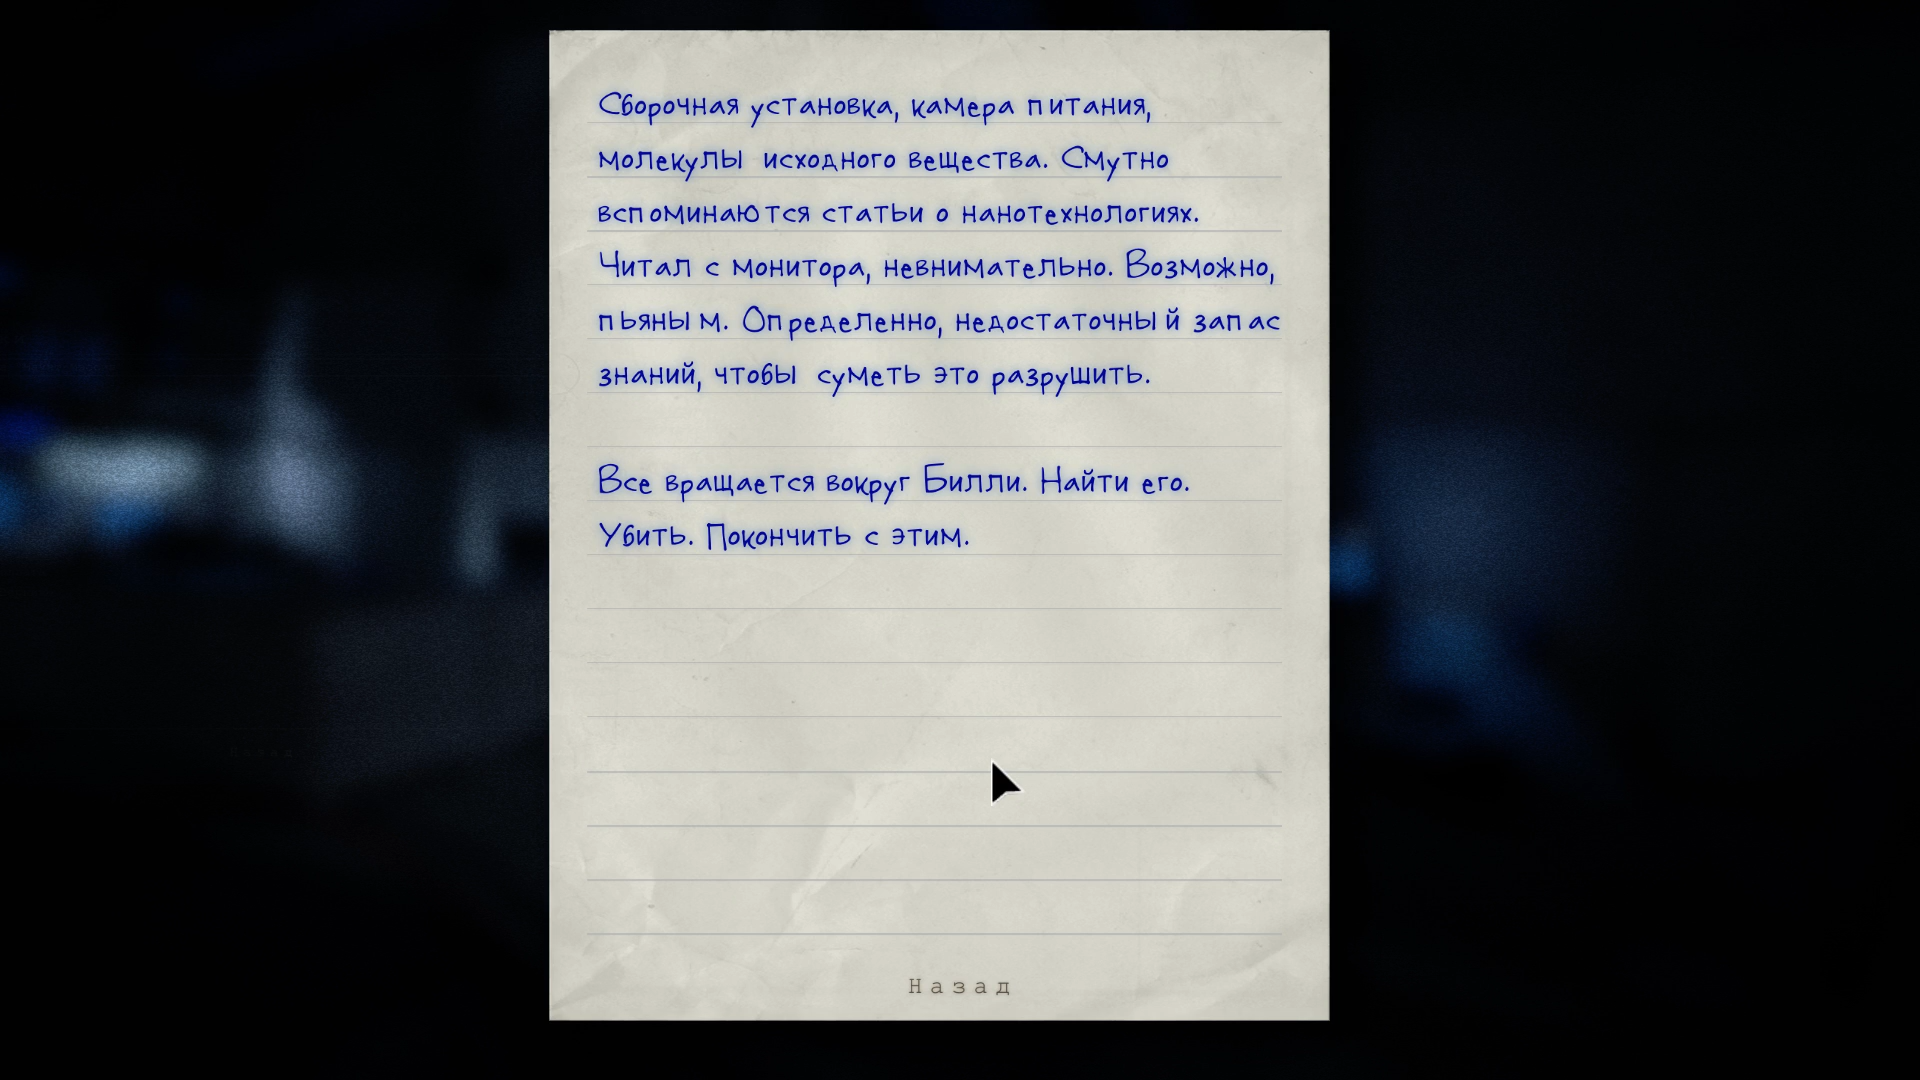 Сборочная установка, камера питания,
молекулы исходного вещества. Смутно
вспоминаются статьи о нанотехнологиях.
Читал с монитора, невнимательно. Возможно,
пьяным. Определенно, недостаточный запас
знаний, чтобы суметь это разрушить.
Все вращается вокруг Билли. Найти его.
Убить. Покончить с этим.
Назад